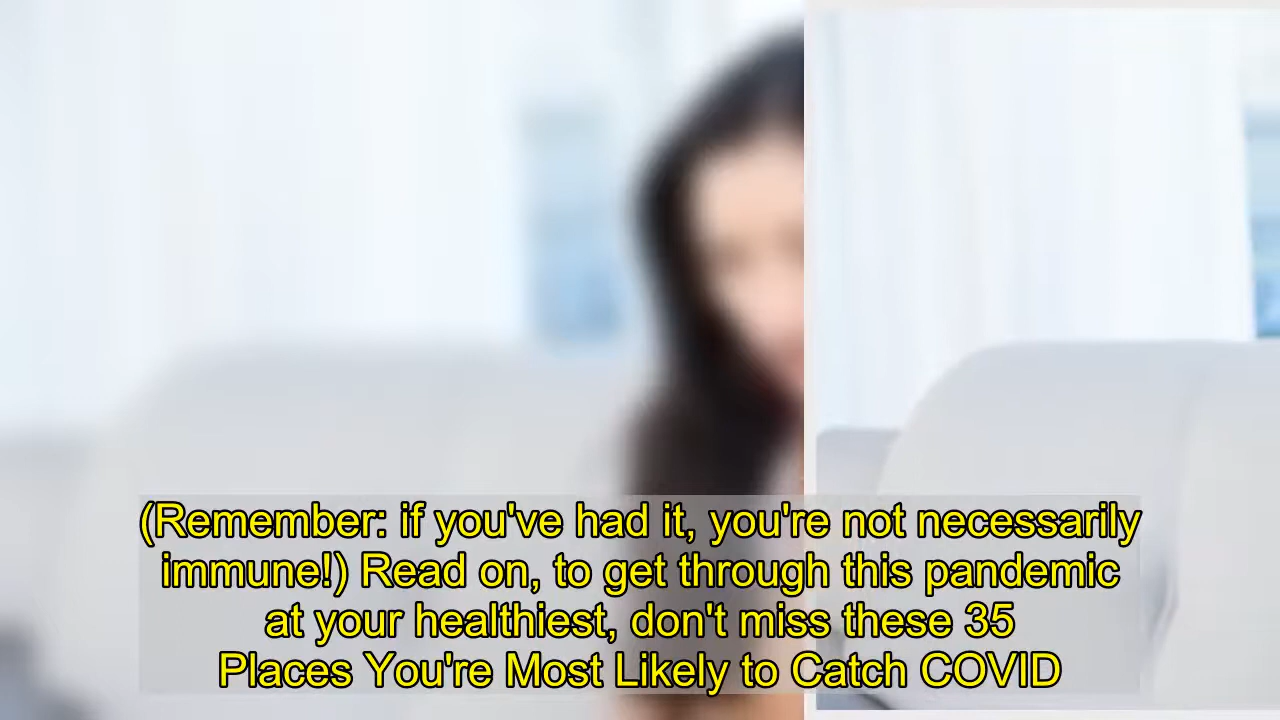 (Remember: if you've had it, you're not necessarily
immune!) Read on, to get through this pandemic
at your healthiest, don't miss these 35
Places You're Most Likely to Catch COVID